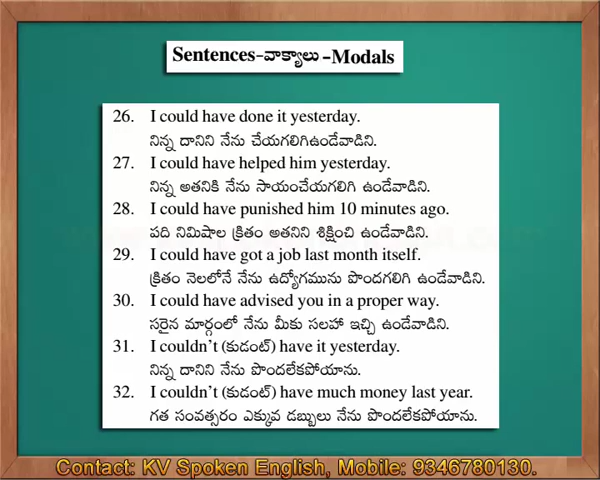 Sentences-వాక్యాలు -Modals
26. I could have done it yesterday.
నిన్న దానిని నేను చేయగలిగిఉండేవాడిని.
27. I could have helped him yesterday.
నిన్న అతనికి నేను సాయంచేయగలిగి ఉండేవాడిని.
28. I could have punished him 10 minutes ago.
పది నిమిషాల క్రితం అతనిని శిక్షించి ఉండేవాడిని.
29. I could have got a job last month itself.
క్రితం నెలలోనే నేను ఉద్యోగమును పొందగలిగి ఉండేవాడిని.
30. I could have advised you in a proper way.
సరైన మార్గంలో నేను మీకు సలహా ఇచ్చి ఉండేవాడిని.
31. I couldn't (కుడంట్) have it yesterday.
నిన్న దానిని నేను పొందలేకపోయాను.
32. I couldn't (కుడంట్) have much money last year.
గత సంవత్సరం ఎక్కువ డబ్బులు నేను పొందలేకపోయాను.
Contact: KV Spoken English, Mobile: 9346780130.